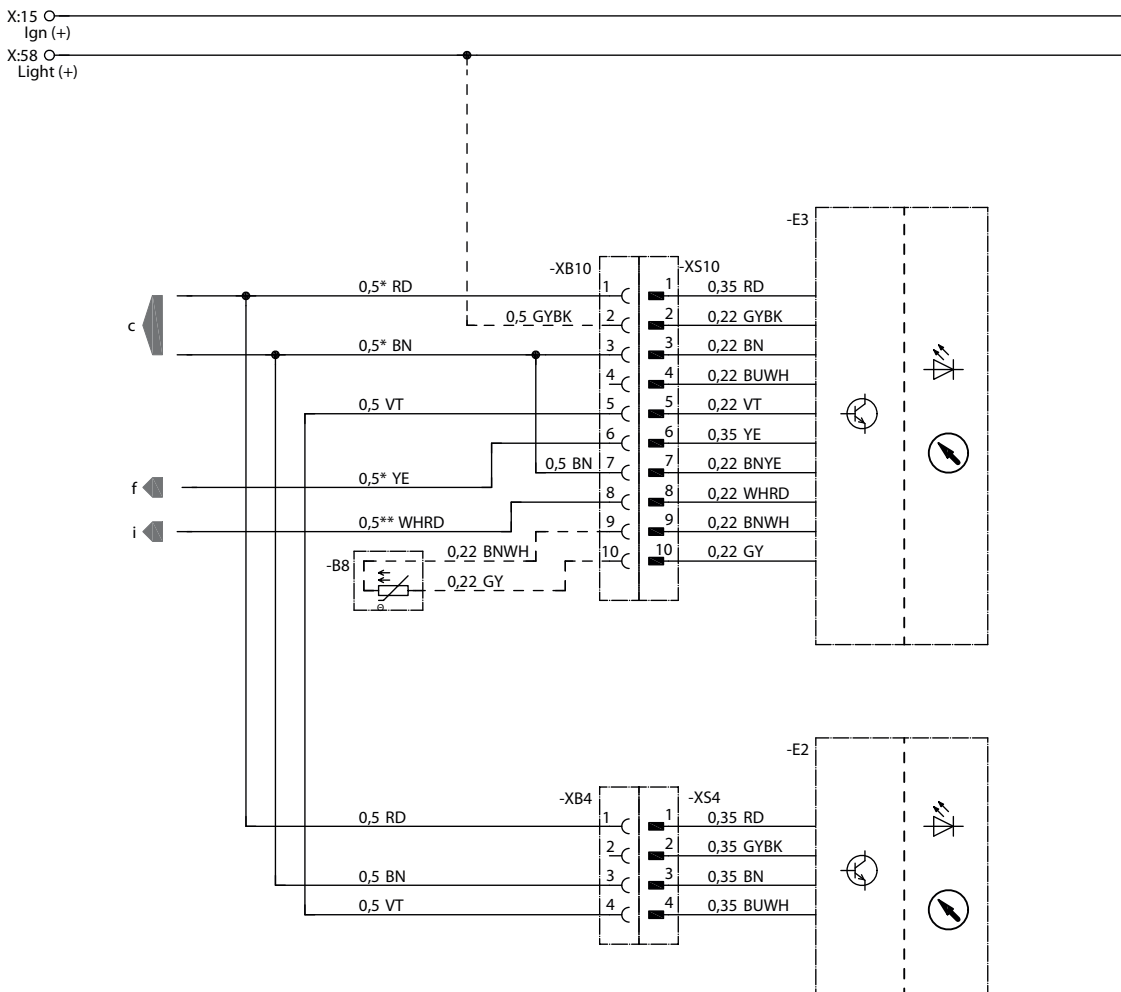 X:15
Ign (+)
X:58
Light (+)
-E3
-XB10 -XS10
0,5* RD 1 1 0,35 RD
0,5 GYBK 2 2 0,22 GYBK
c
0,5* BN 3 3 0,22 BN
4 4 0,22 BUWH
0,5 VT 5 5 0,22 VT
6 6 0,35 YE
0,5 BN 7 7 0,22 BNYE
f 0,5* YE
8 8 0,22 WHRD
i 0,5** WHRD 9 9 0,22 BNWH
-B8 0,22 BNWH 10 10 0,22 GY
0,22 GY
Θ
-E2
-XB4 -XS4
0,5 RD 1 1 0,35 RD
2 2 0,35 GYBK
0,5 BN 3 3 0,35 BN
0,5 VT 4 4 0,35 BUWH